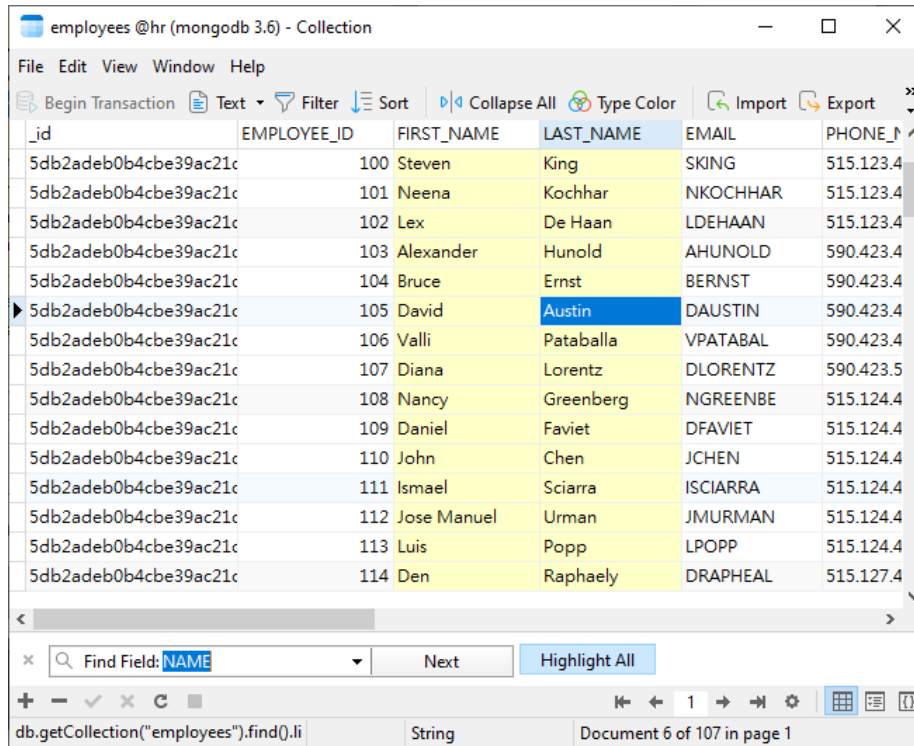 employees @hr (mongodb 3.6) - Collection
File Edit View Window Help
Begin Transaction Text Filter Sort Collapse All Type Color Import Export
_id EMPLOYEE_ID FIRST_NAME LAST_NAME EMAIL PHONE_N
5db2adeb0b4cbe39ac21c 100 Steven King SKING 515.123.4
5db2adeb0b4cbe39ac21c 101 Neena Kochhar NKOCHHAR 515.123.4
5db2adeb0b4cbe39ac21c 102 Lex De Haan LDEHAAN 515.123.4
5db2adeb0b4cbe39ac21c 103 Alexander Hunold AHUNOLD 590.423.4
5db2adeb0b4cbe39ac21c 104 Bruce Ernst BERNST 590.423.4
5db2adeb0b4cbe39ac21c 105 David Austin DAUSTIN 590.423.4
5db2adeb0b4cbe39ac21c 106 Valli Pataballa VPATABAL 590.423.4
5db2adeb0b4cbe39ac21c 107 Diana Lorentz DLORENTZ 590.423.5
5db2adeb0b4cbe39ac21c 108 Nancy Greenberg NGREENBE 515.124.4
5db2adeb0b4cbe39ac21c 109 Daniel Faviet DFAVIET 515.124.4
5db2adeb0b4cbe39ac21c 110 John Chen JCHEN 515.124.4
5db2adeb0b4cbe39ac21c 111 Ismael Sciarra ISCIARRA 515.124.4
5db2adeb0b4cbe39ac21c 112 Jose Manuel Urman JMURMAN 515.124.4
5db2adeb0b4cbe39ac21c 113 Luis Popp LPOPP 515.124.4
5db2adeb0b4cbe39ac21c 114 Den Raphaely DRAPHEAL 515.127.4
Find Field: NAME Next Highlight All
1
db.getCollection("employees").find().li String Document 6 of 107 in page 1